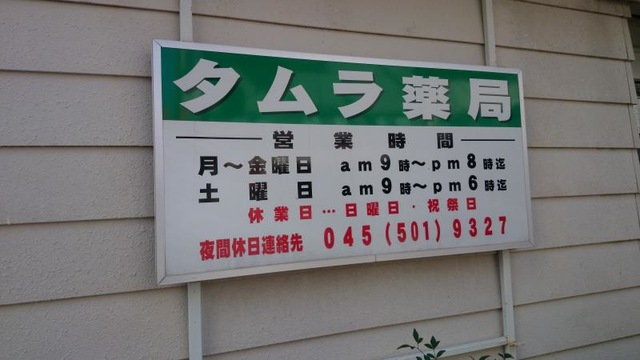 タムラ薬局
営業時間
月～金曜日 am9時～pm8時迄
土曜日 am9時～pm6時迄
休業日…日曜日・祝祭日
夜間休日連絡先 045(501)9327